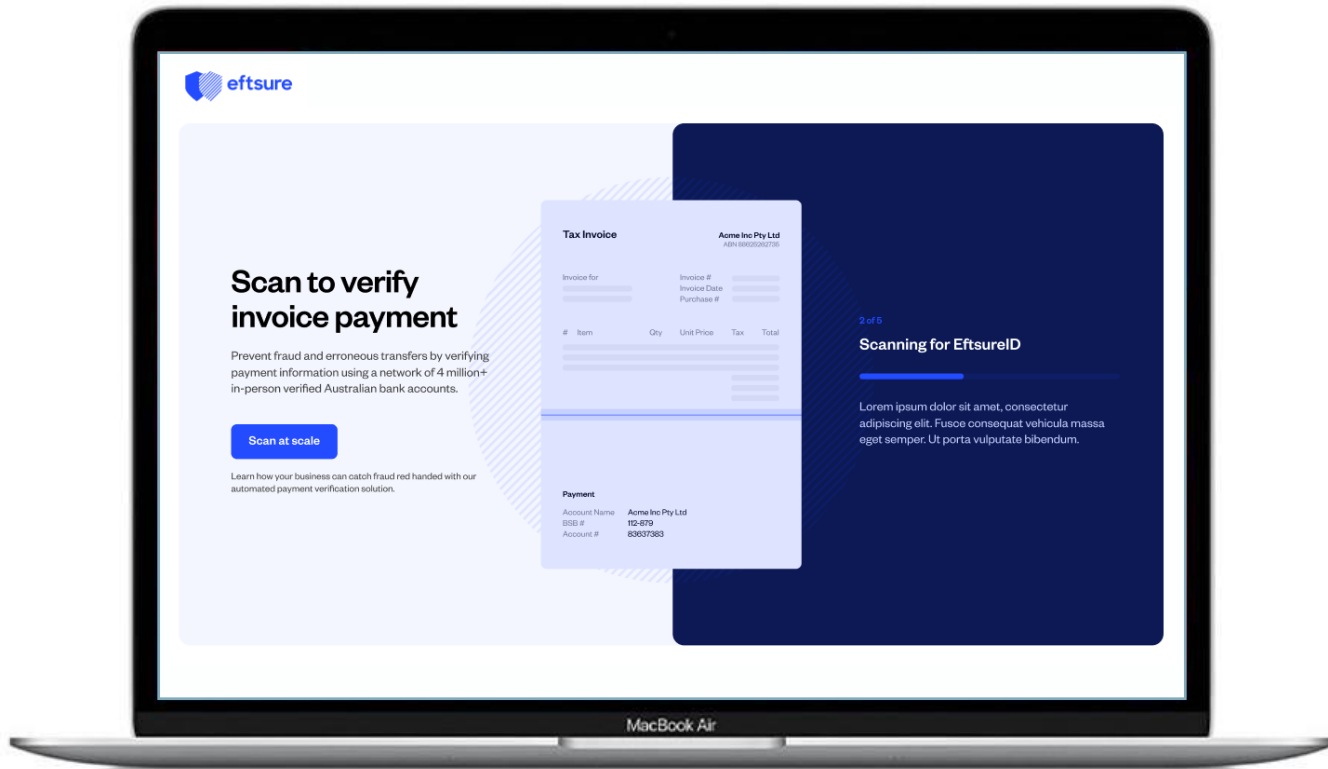 eftsure
Scan to verify
invoice payment
Prevent fraud and erroneous transfers by verifying
payment information using a network of 4 million+
in-person verified Australian bank accounts.
Scan at scale
Learn how your business can catch fraud red handed with our
automated payment verification solution.
Tax Invoice
Acme Inc Pty Ltd
Invoice for
Invoice #
Invoice Date
Purchase #
# Item Qty Unit Price Tax Total
Payment
Account Name Acme Inc Pty Ltd
BSB # 112-879
Account # 83637383
2 of 5
Scanning for EftsureID
Lorem ipsum dolor sit amet, consectetur
adipiscing elit. Fusce consequat vehicula massa
eget semper. Ut porta vulputate bibendum.
MacBook Air